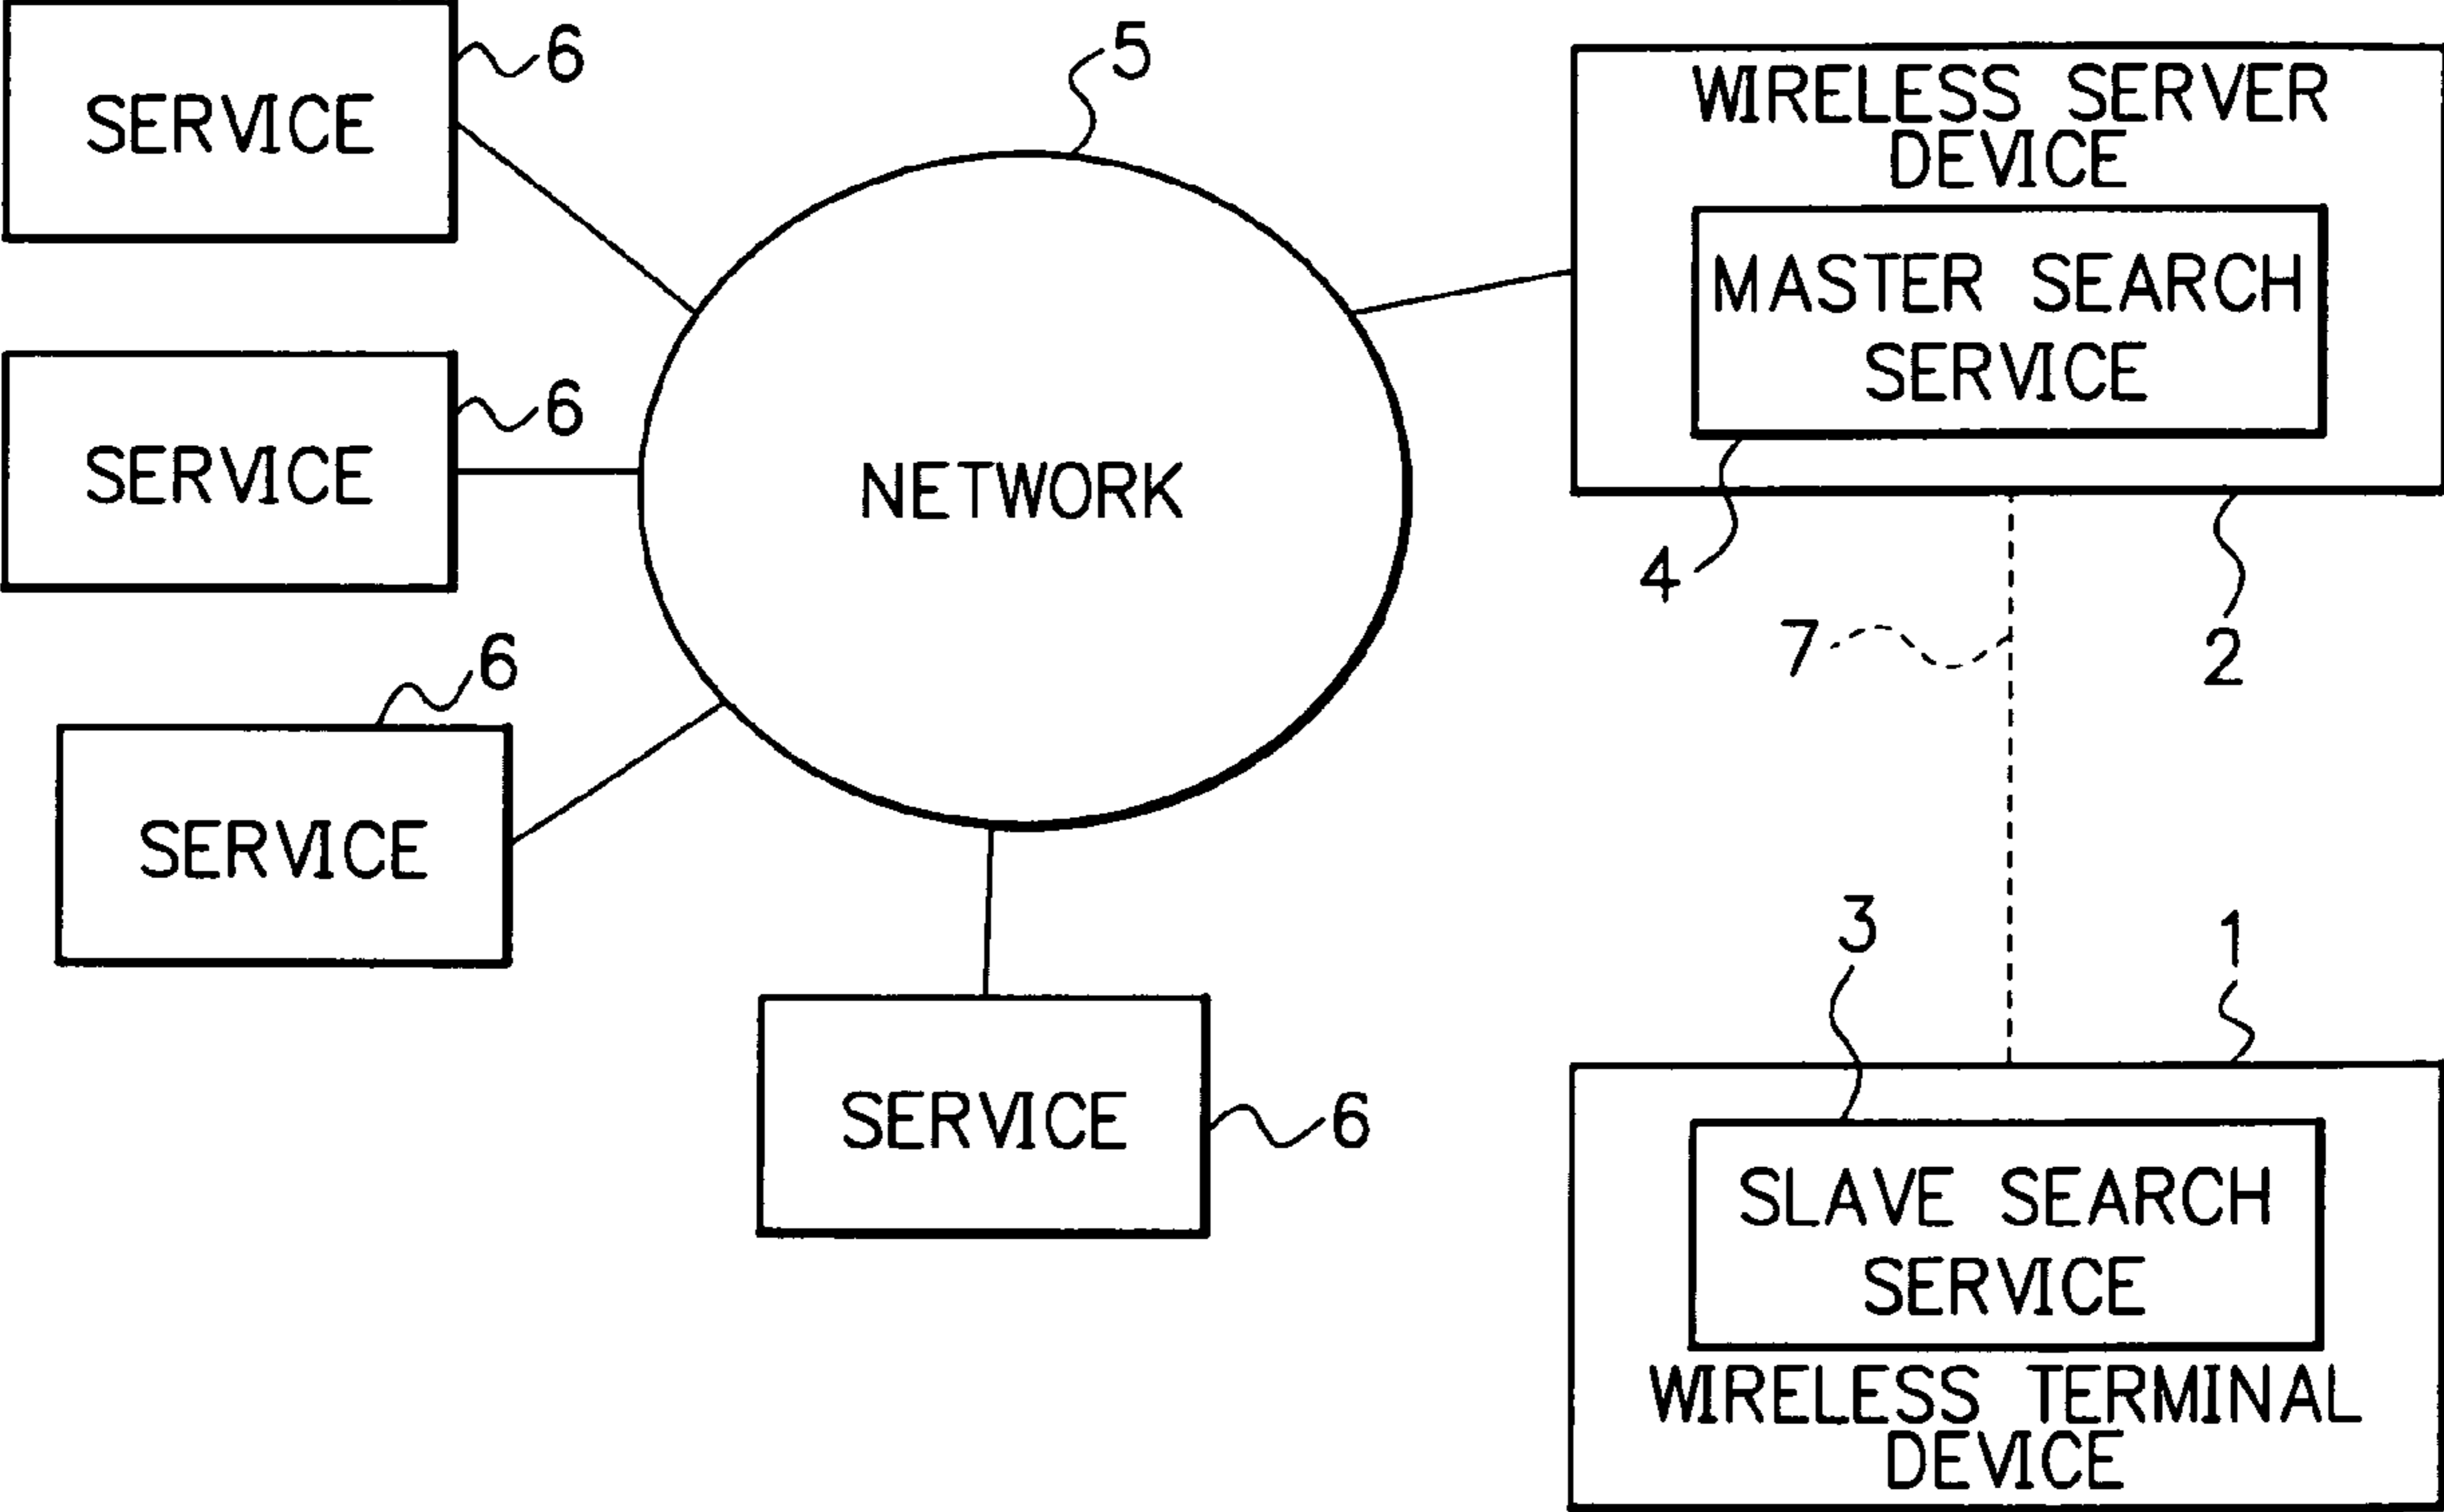 SERVICE
6
5
WIRELESS SERVER
DEVICE
MASTER SEARCH
SERVICE
4
2
7
SERVICE
6
NETWORK
6
SERVICE
SERVICE
6
3
1
SLAVE SEARCH
SERVICE
WIRELESS TERMINAL
DEVICE